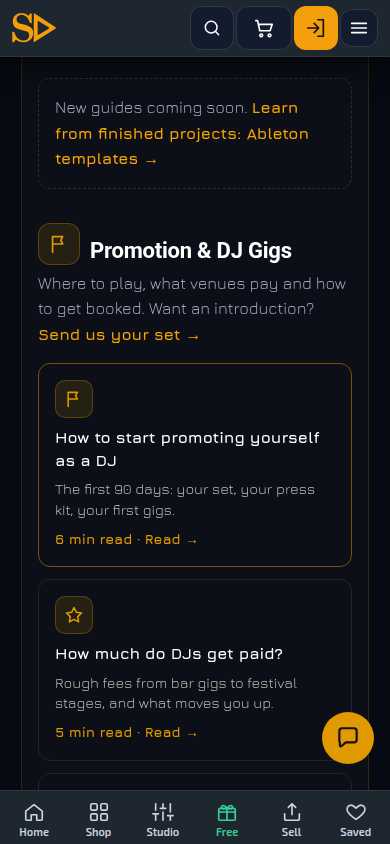 New guides coming soon. Learn
from finished projects: Ableton
templates →
Promotion & DJ Gigs
Where to play, what venues pay and how
to get booked. Want an introduction?
Send us your set →
How to start promoting yourself
as a DJ
The first 90 days: your set, your press
kit, your first gigs.
6 min read · Read →
How much do DJs get paid?
Rough fees from bar gigs to festival
stages, and what moves you up.
5 min read · Read →
Home Shop Studio Free Sell Saved